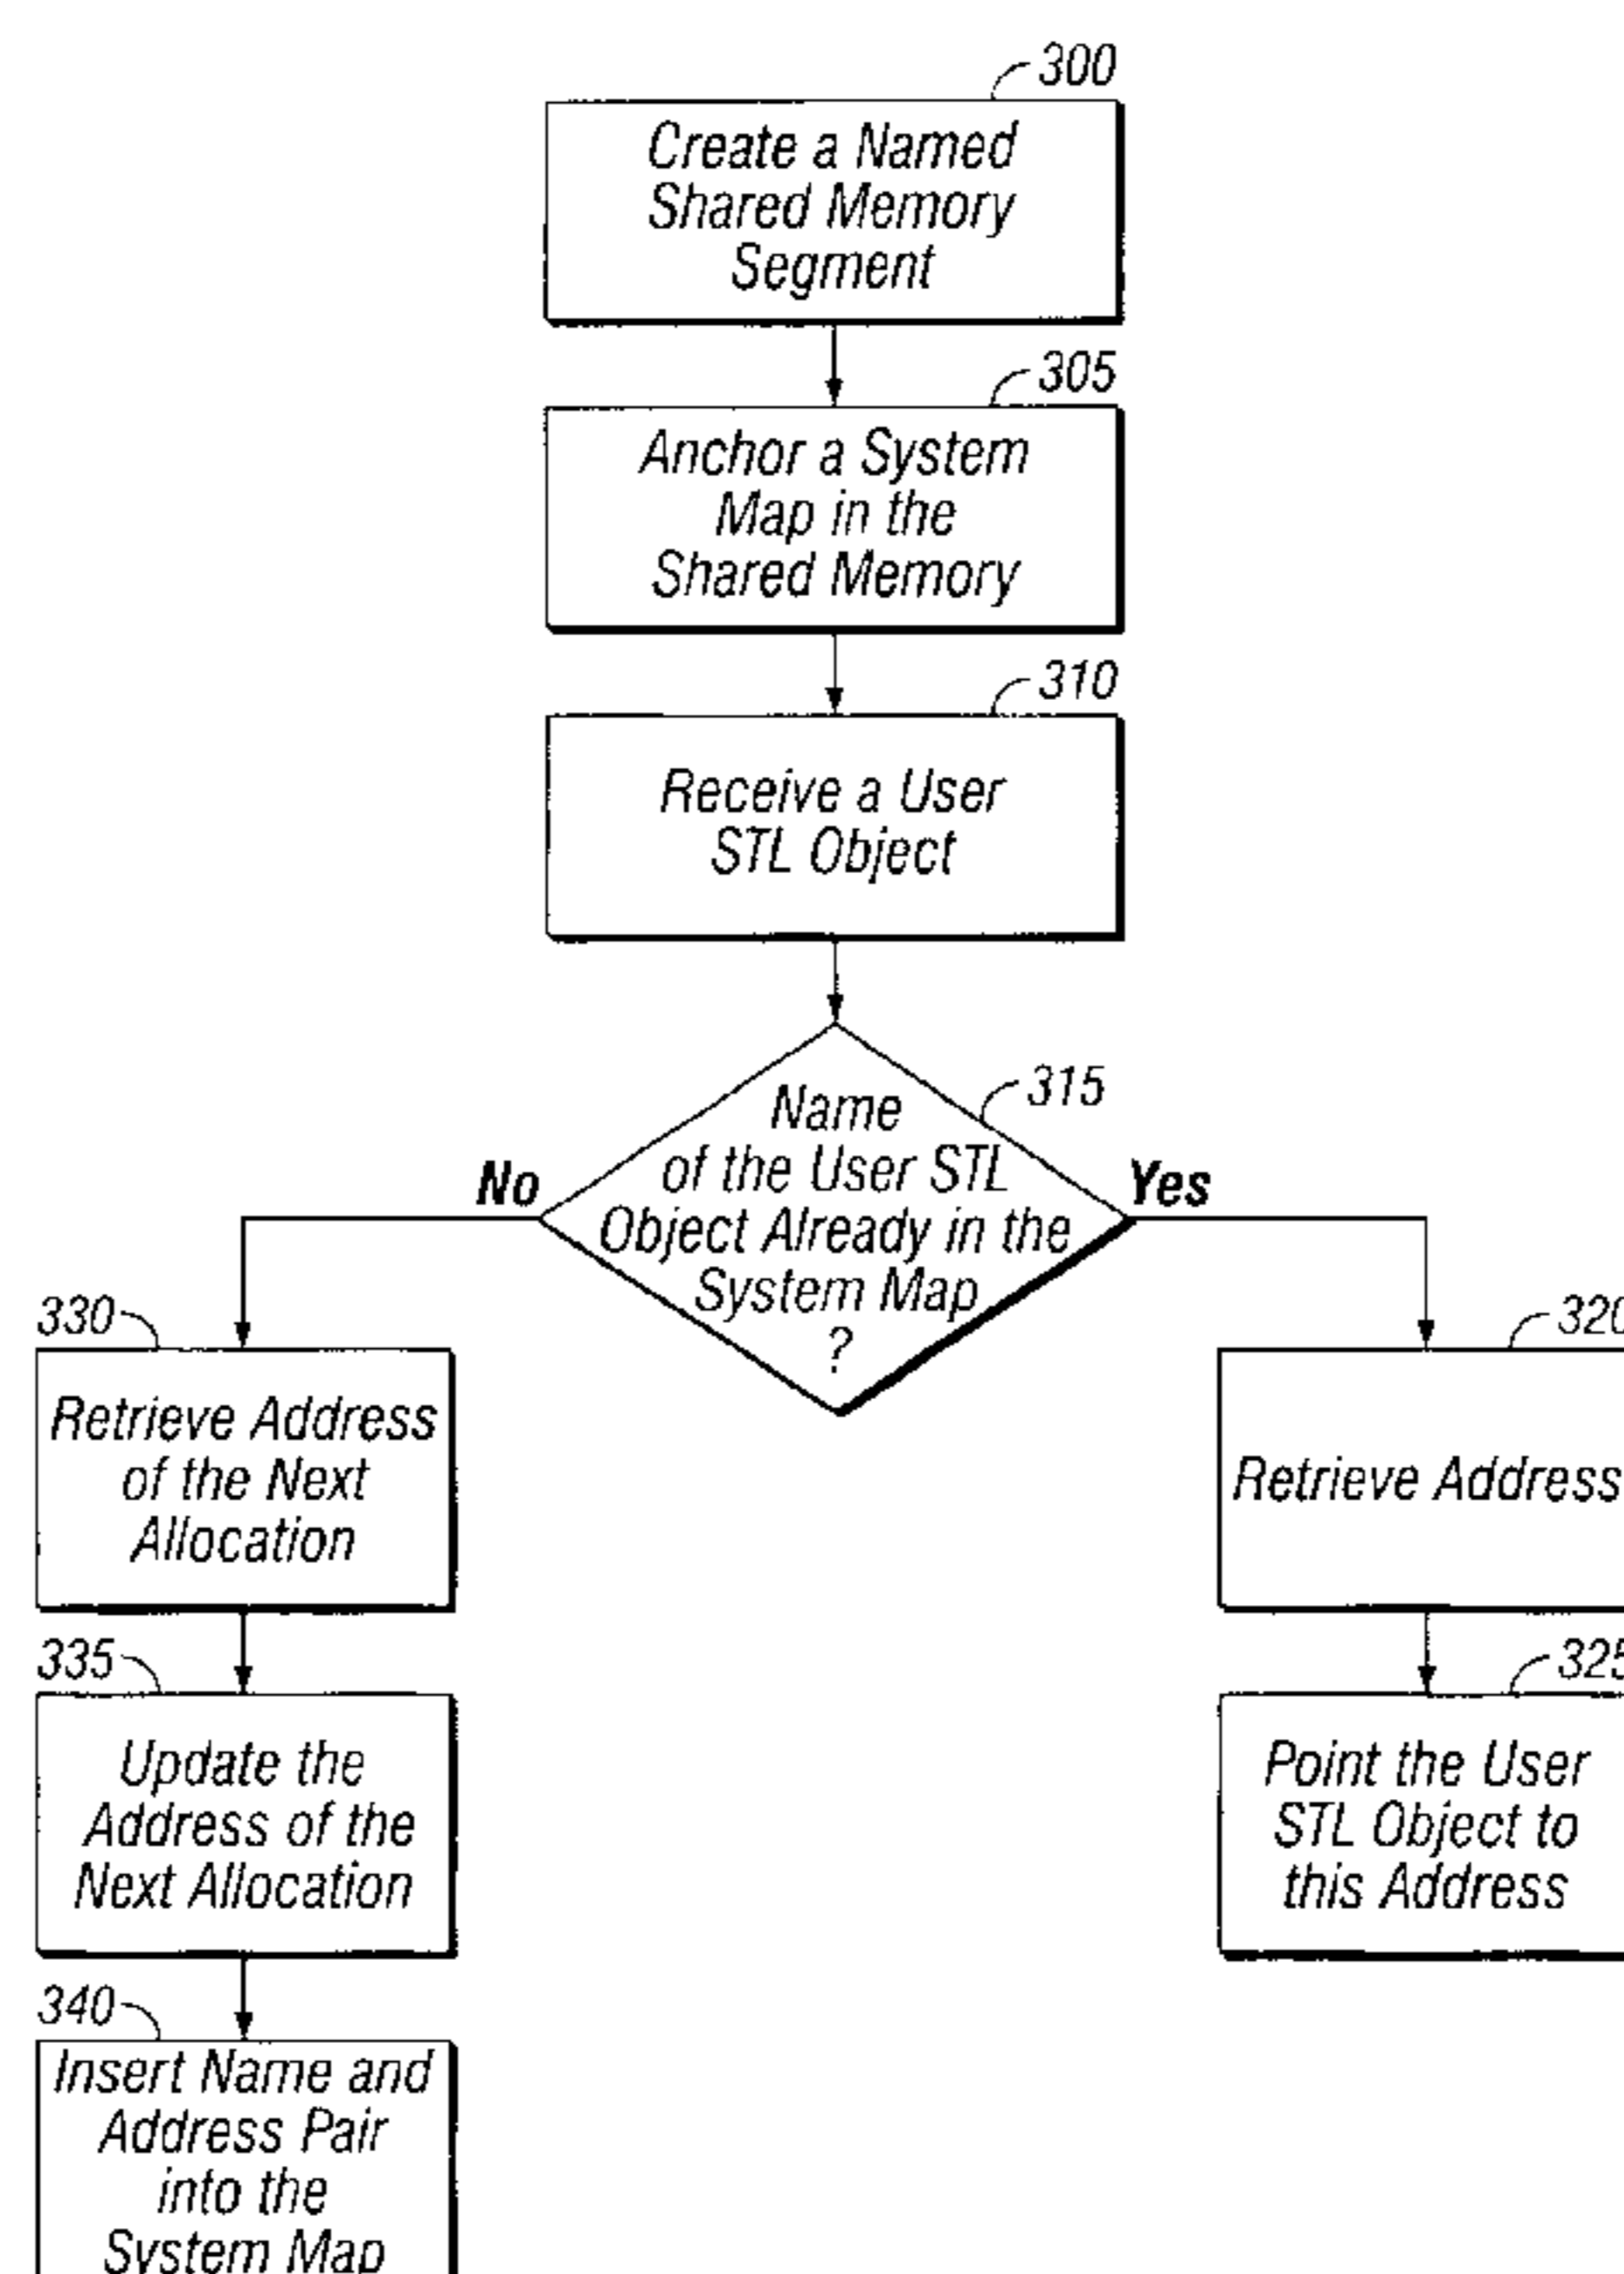 300
Create a Named
Shared Memory
Segment
305
Anchor a System
Map in the
Shared Memory
310
Receive a User
STL Object
315
Name
of the User STL
Object Already in the
System Map
?
No
Yes
330
Retrieve Address
of the Next
Allocation
320
Retrieve Address
335
Update the
Address of the
Next Allocation
325
Point the User
STL Object to
this Address
340
Insert Name and
Address Pair
into the
System Map